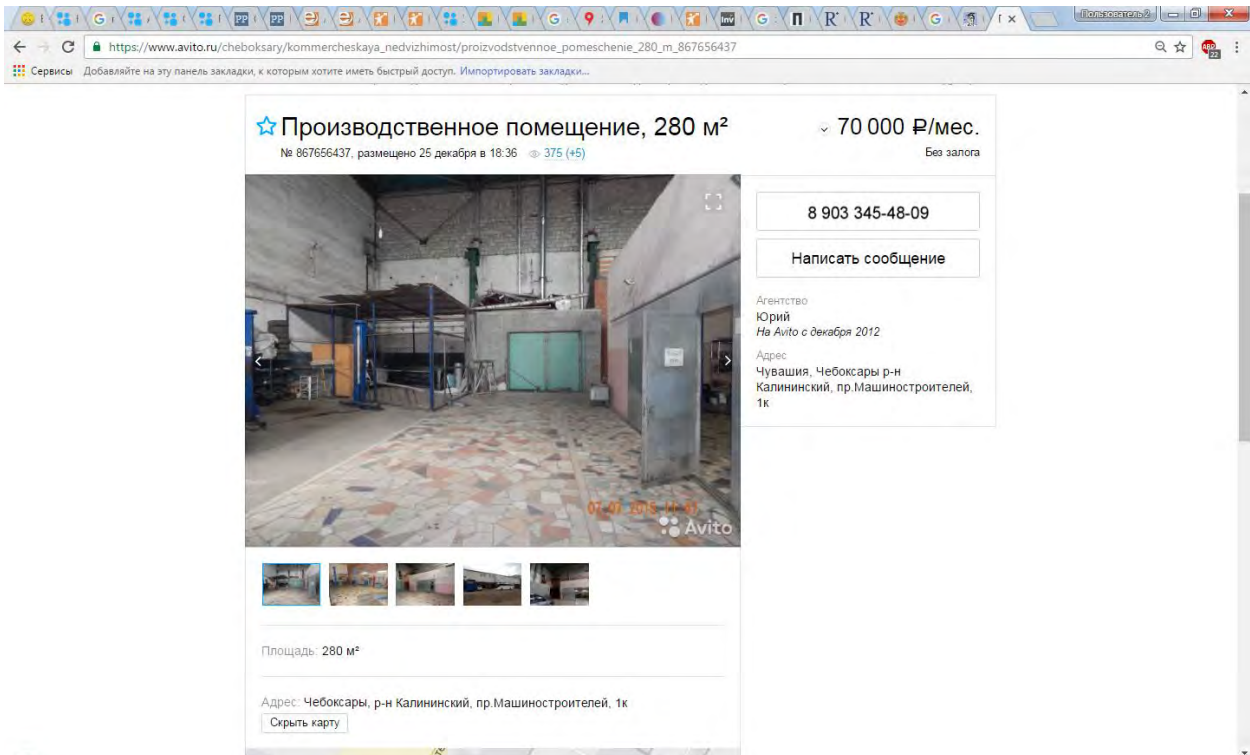 Пользователь2
https://www.avito.ru/cheboksary/kommercheskaya_nedvizhimost/proizvodstvennoe_pomeschenie_280_m_867656437
ABP
22
Сервисы Добавляйте на эту панель закладки, к которым хотите иметь быстрый доступ. Импортировать закладки...
Производственное помещение, 280 м²
70 000 ₽/мес.
№ 867656437, размещено 25 декабря в 18:36 375 (+5)
Без залога
8 903 345-48-09
Написать сообщение
Агентство
Юрий
На Avito с декабря 2012
Адрес
Чувашия, Чебоксары р-н
Калининский, пр.Машиностроителей,
1к
Avito
Площадь: 280 м²
Адрес: Чебоксары, р-н Калининский, пр.Машиностроителей, 1к
Скрыть карту